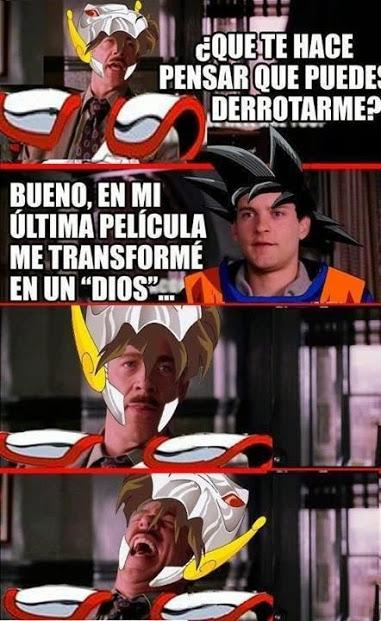 ¿QUE TE HACE
PENSAR QUE PUEDES
DERROTARME?
BUENO, EN MI
ÚLTIMA PELÍCULA
ME TRANSFORMÉ
EN UN “DIOS”...